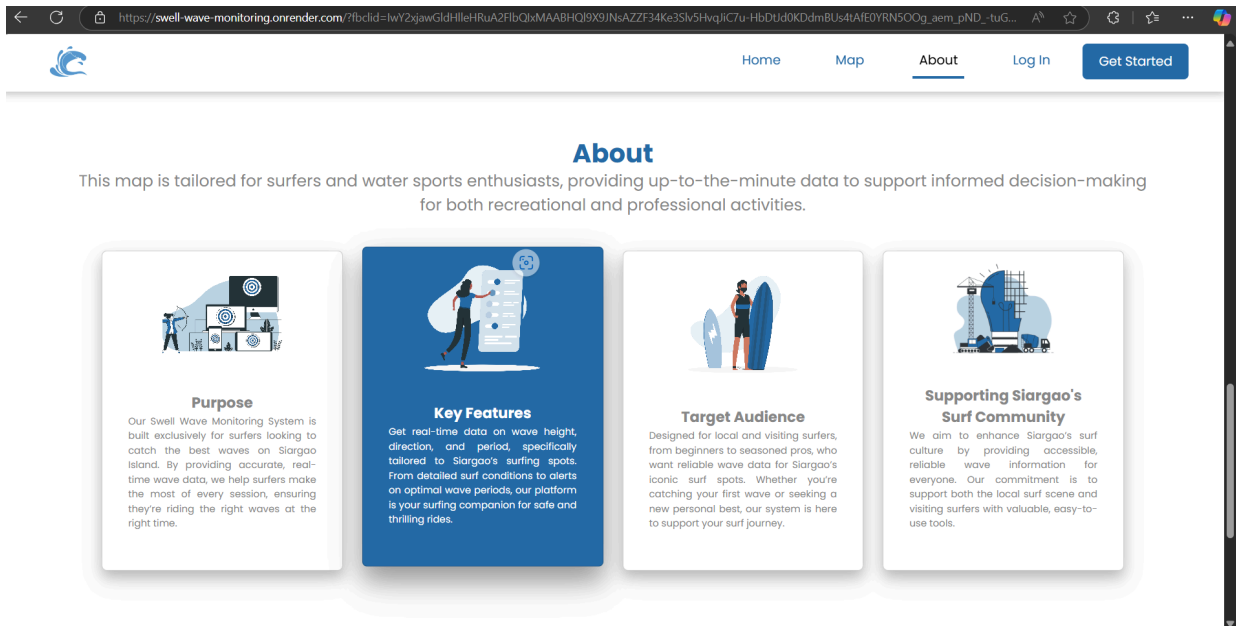 https://swell-wave-monitoring.onrender.com/?fbclid=IwY2xjawGldHlleHRuA2FlbQIxMAABHQl9X9JNsAZZF34Ke3Slv5HvqJiC7u-HbDtUd0KDdmBUs4tAfE0YRN5OOg_aem_pND_-tuG...
Home Map About Log In Get Started
About
This map is tailored for surfers and water sports enthusiasts, providing up-to-the-minute data to support informed decision-making
for both recreational and professional activities.
Purpose
Our Swell Wave Monitoring System is
built exclusively for surfers looking to
catch the best waves on Siargao
Island. By providing accurate, real-
time wave data, we help surfers make
the most of every session, ensuring
they're riding the right waves at the
right time.
Key Features
Get real-time data on wave height,
direction, and period, specifically
tailored to Siargao's surfing spots.
From detailed surf conditions to alerts
on optimal wave periods, our platform
is your surfing companion for safe and
thrilling rides.
Target Audience
Designed for local and visiting surfers,
from beginners to seasoned pros, who
want reliable wave data for Siargao's
iconic surf spots. Whether you're
catching your first wave or seeking a
new personal best, our system is here
to support your surf journey.
Supporting Siargao's
Surf Community
We aim to enhance Siargao's surf
culture by providing accessible,
reliable wave information for
everyone. Our commitment is to
support both the local surf scene and
visiting surfers with valuable, easy-to-
use tools.